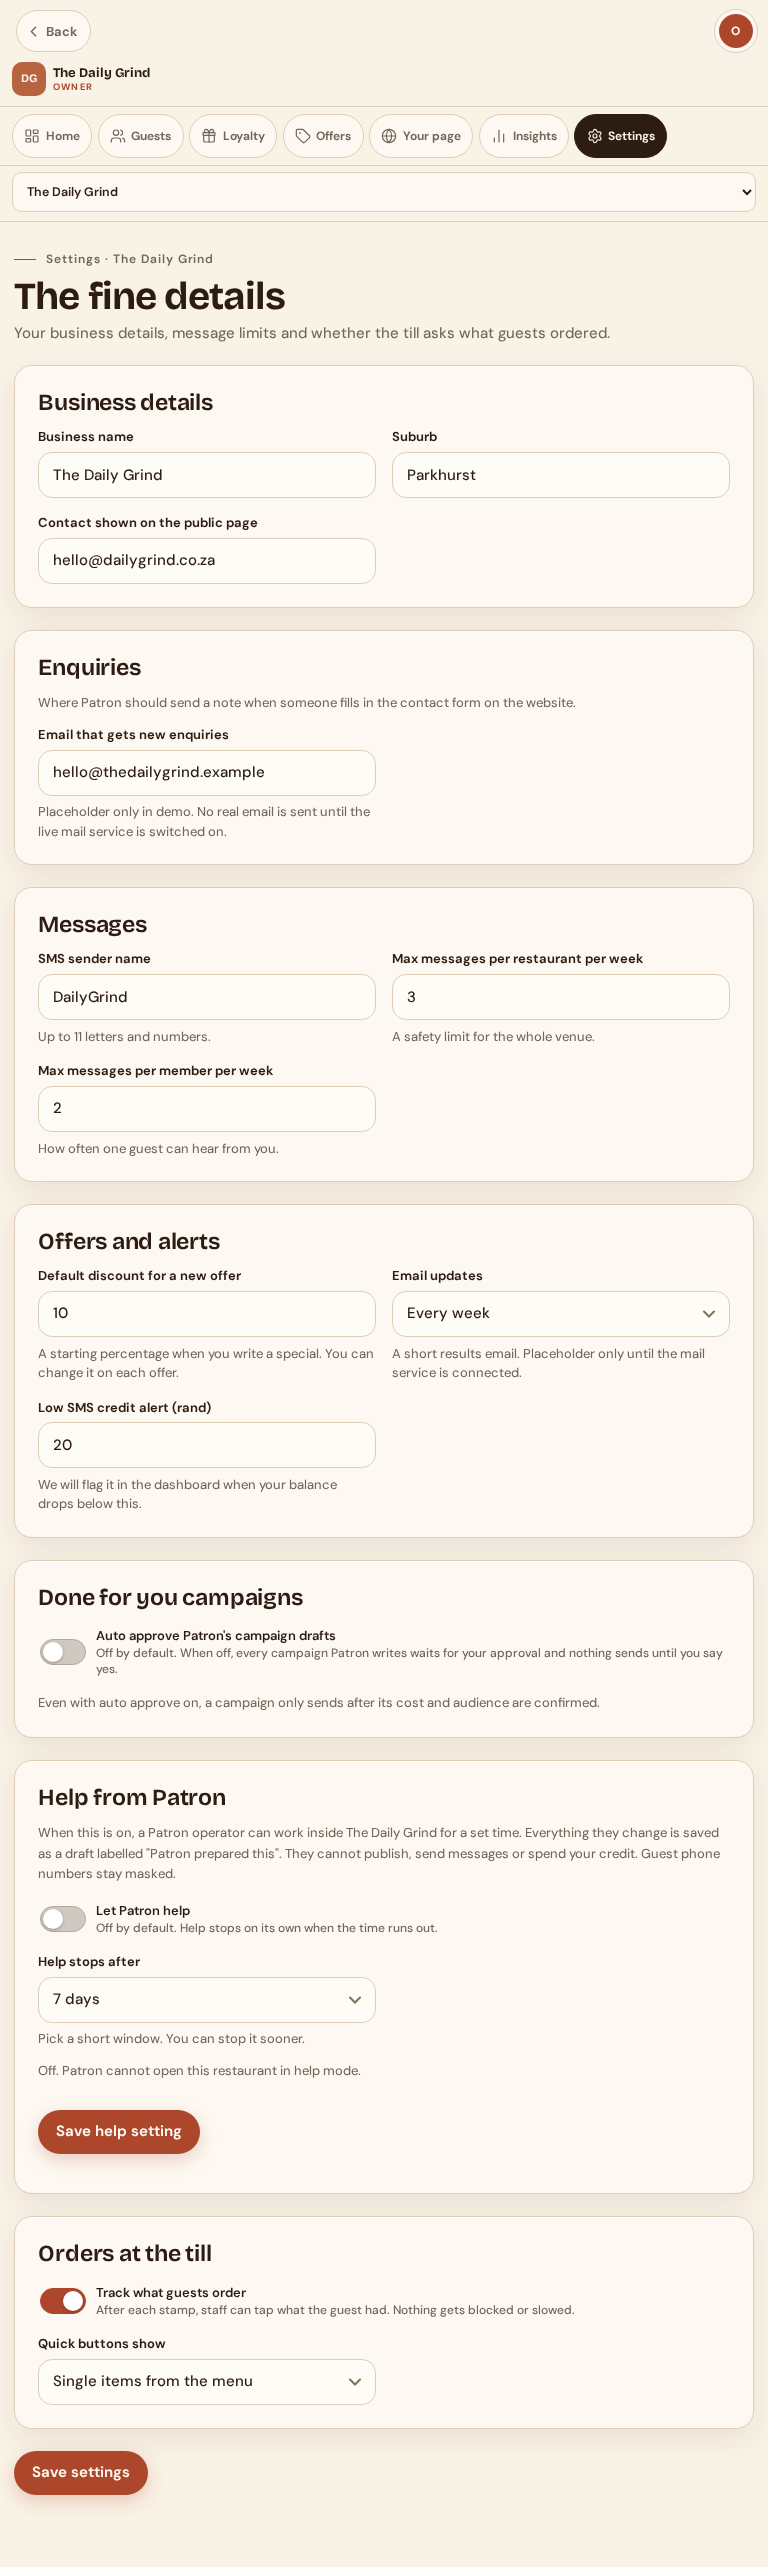 Back
O
DG
The Daily Grind
OWNER
Home
Guests
Loyalty
Offers
Your page
Insights
Settings
The Daily Grind
Settings · The Daily Grind
The fine details
Your business details, message limits and whether the till asks what guests ordered.
Business details
Business name
Suburb
The Daily Grind
Parkhurst
Contact shown on the public page
hello@dailygrind.co.za
Enquiries
Where Patron should send a note when someone fills in the contact form on the website.
Email that gets new enquiries
hello@thedailygrind.example
Placeholder only in demo. No real email is sent until the
live mail service is switched on.
Messages
SMS sender name
Max messages per restaurant per week
DailyGrind
3
Up to 11 letters and numbers.
A safety limit for the whole venue.
Max messages per member per week
2
How often one guest can hear from you.
Offers and alerts
Default discount for a new offer
Email updates
10
Every week
A starting percentage when you write a special. You can
change it on each offer.
A short results email. Placeholder only until the mail
service is connected.
Low SMS credit alert (rand)
20
We will flag it in the dashboard when your balance
drops below this.
Done for you campaigns
Auto approve Patron's campaign drafts
Off by default. When off, every campaign Patron writes waits for your approval and nothing sends until you say
yes.
Even with auto approve on, a campaign only sends after its cost and audience are confirmed.
Help from Patron
When this is on, a Patron operator can work inside The Daily Grind for a set time. Everything they change is saved
as a draft labelled "Patron prepared this". They cannot publish, send messages or spend your credit. Guest phone
numbers stay masked.
Let Patron help
Off by default. Help stops on its own when the time runs out.
Help stops after
7 days
Pick a short window. You can stop it sooner.
Off. Patron cannot open this restaurant in help mode.
Save help setting
Orders at the till
Track what guests order
After each stamp, staff can tap what the guest had. Nothing gets blocked or slowed.
Quick buttons show
Single items from the menu
Save settings